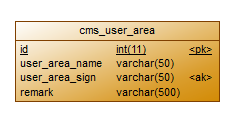 cms_user_area
id int(11) <pk>
user_area_name varchar(50)
user_area_sign varchar(50) <ak>
remark varchar(500)